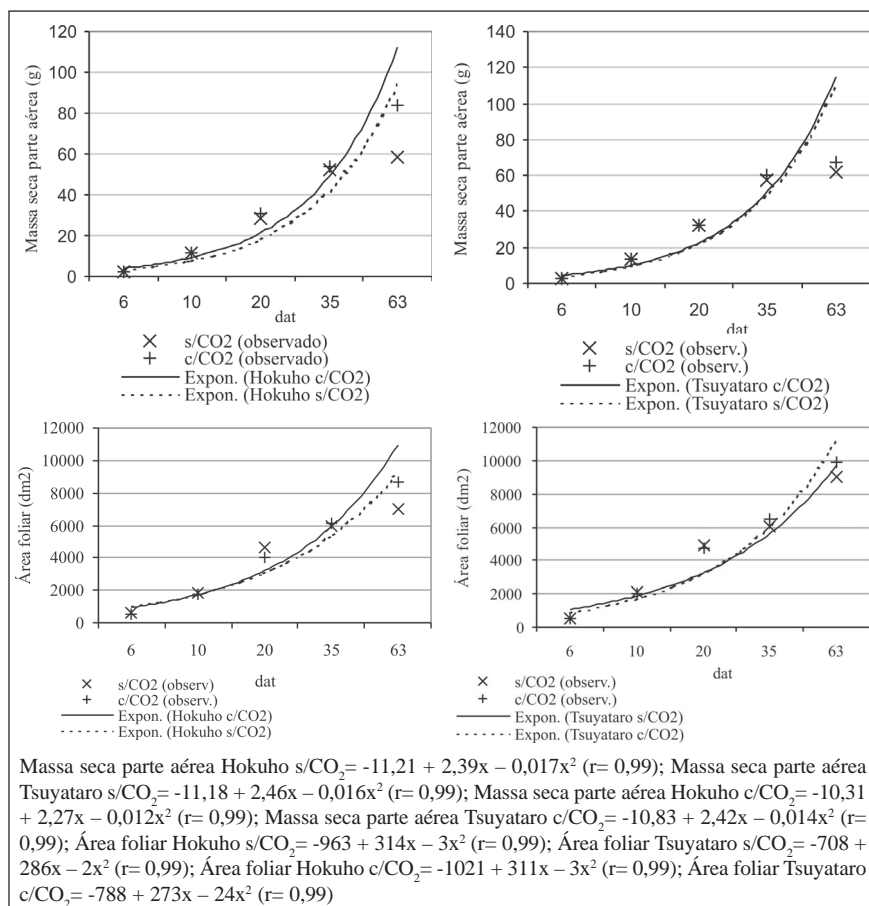 120
100
80
60
40
20
0
Massa seca parte aérea (g)
6 10 20 35 63
dat
s/CO2 (observado)
c/CO2 (observado)
Expon. (Hokuho c/CO2)
Expon. (Hokuho s/CO2)
140
120
100
80
60
40
20
0
Massa seca parte aérea (g)
6 10 20 35 63
dat
s/CO2 (observ.)
c/CO2 (observ.)
Expon. (Tsuyataro c/CO2)
Expon. (Tsuyataro s/CO2)
12000
10000
8000
6000
4000
2000
0
Área foliar (dm2)
6 10 20 35 63
dat
s/CO2 (observ)
c/CO2 (observ.)
Expon. (Hokuho c/CO2)
Expon. (Hokuho s/CO2)
12000
10000
8000
6000
4000
2000
0
Área foliar (dm2)
6 10 20 35 63
dat
s/CO2 (observ.)
c/CO2 (observ.)
Expon. (Tsuyataro s/CO2)
Expon. (Tsuyataro c/CO2)
Massa seca parte aérea Hokuho s/CO₂= -11,21 + 2,39x – 0,017x² (r= 0,99); Massa seca parte aérea
Tsuyataro s/CO₂= -11,18 + 2,46x – 0,016x² (r= 0,99); Massa seca parte aérea Hokuho c/CO₂= -10,31
+ 2,27x – 0,012x² (r= 0,99); Massa seca parte aérea Tsuyataro c/CO₂= -10,83 + 2,42x – 0,014x² (r=
0,99); Área foliar Hokuho s/CO₂= -963 + 314x – 3x² (r= 0,99); Área foliar Tsuyataro s/CO₂= -708 +
286x – 2x² (r= 0,99); Área foliar Hokuho c/CO₂= -1021 + 311x – 3x² (r= 0,99); Área foliar Tsuyataro
c/CO₂= -788 + 273x – 24x² (r= 0,99)